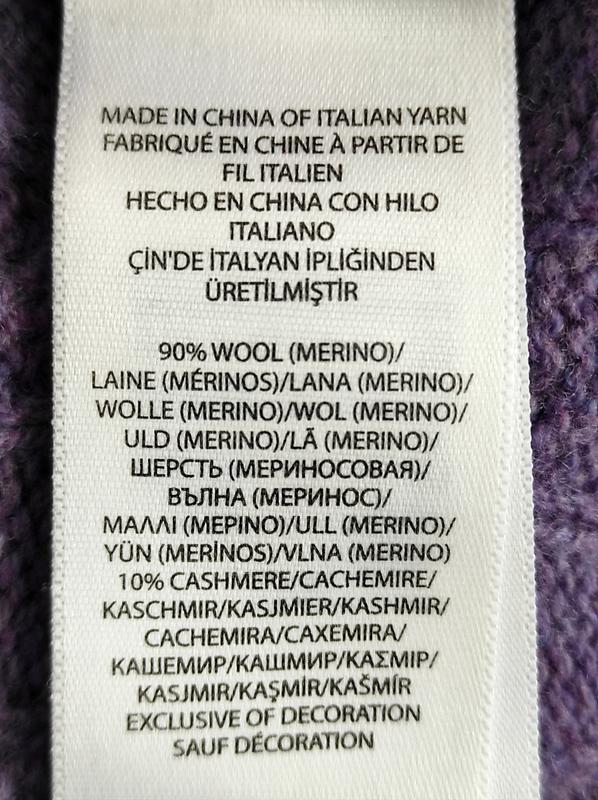 MADE IN CHINA OF ITALIAN YARN
FABRIQUÉ EN CHINE À PARTIR DE
FIL ITALIEN
HECHO EN CHINA CON HILO
ITALIANO
ÇİN'DE İTALYAN İPLİĞİNDEN
ÜRETİLMİŞTİR
90% WOOL (MERINO)/
LAINE (MÉRINOS)/LANA (MERINO)/
WOLLE (MERINO)/WOL (MERINO)/
ULD (MERINO)/LÃ (MERINO)/
ШЕРСТЬ (МЕРИНОСОВАЯ)/
ВЪЛНА (МЕРИНОС)/
ΜΑΛΛΙ (ΜΕΡΙΝΟ)/ULL (MERINO)/
YÜN (MERİNOS)/VLNA (MERINO)
10% CASHMERE/CACHEMIRE/
KASCHMIR/KASJMIER/KASHMIR/
CACHEMIRA/CAXEMIRA/
КАШЕМИР/КАШМИР/ΚΑΣΜΙΡ/
KASJMIR/KAŞMİR/KAŠMÍR
EXCLUSIVE OF DECORATION
SAUF DÉCORATION